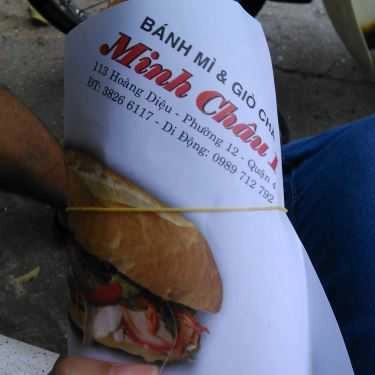 BÁNH MÌ & GIÒ CHẢ
Minh Châu
113 Hoàng Diệu - Phường 12 - Quận 4
ĐT: 3826 6117 - Di Động: 0989 712 792